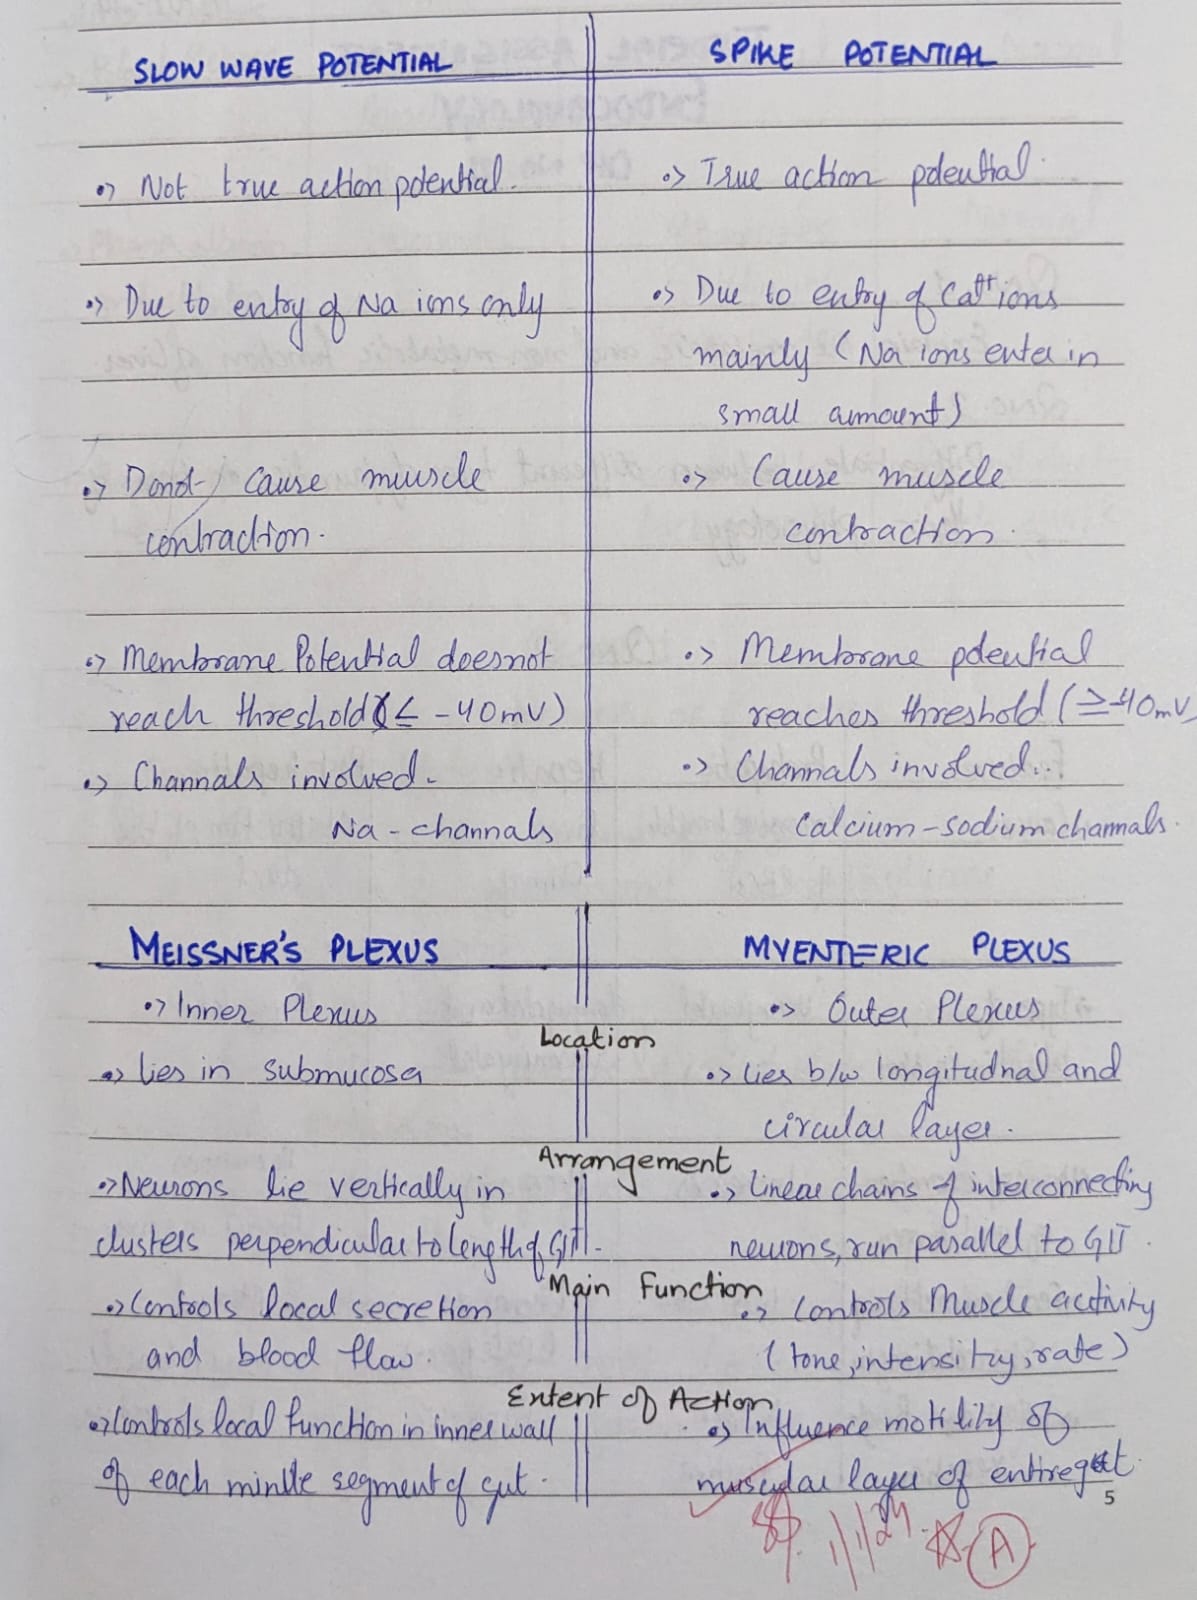 SLOW WAVE POTENTIAL
SPIKE POTENTIAL
•> Not true action potential.
•> True action potential.
•> Due to entry of Na ions only
•> Due to entry of Ca++ ions
mainly (Na ions enter in
small amount)
•> Donot cause muscle
contraction.
•> Cause muscle
contraction.
•> Membrane Potential doesnot
reach threshold (≤ -40mV)
•> Membrane potential
reaches threshold (≥-40mV
•> Channals involved.
Na - channals
•> Channals involved..
Calcium-sodium channals.
MEISSNER'S PLEXUS
MYENTERIC PLEXUS
•> Inner Plexus
•> Outer Plexus
Location
•> lies in submucosa
•> lies b/w longitudnal and
circular layer.
Arrangement
•> Neurons lie vertically in
clusters perpendicular to length of GIT.
•> linear chains of interconnecting
neurons, run parallel to GIT.
Main Function
•> Controls local secretion
and blood flow.
•> Controls Muscle activity
(tone, intensity, rate)
Extent of Action
•> Controls local function in inner wall
of each minute segment of gut.
•> Influence motility of
muscular layer of entire gut.
5
1/1/24
A